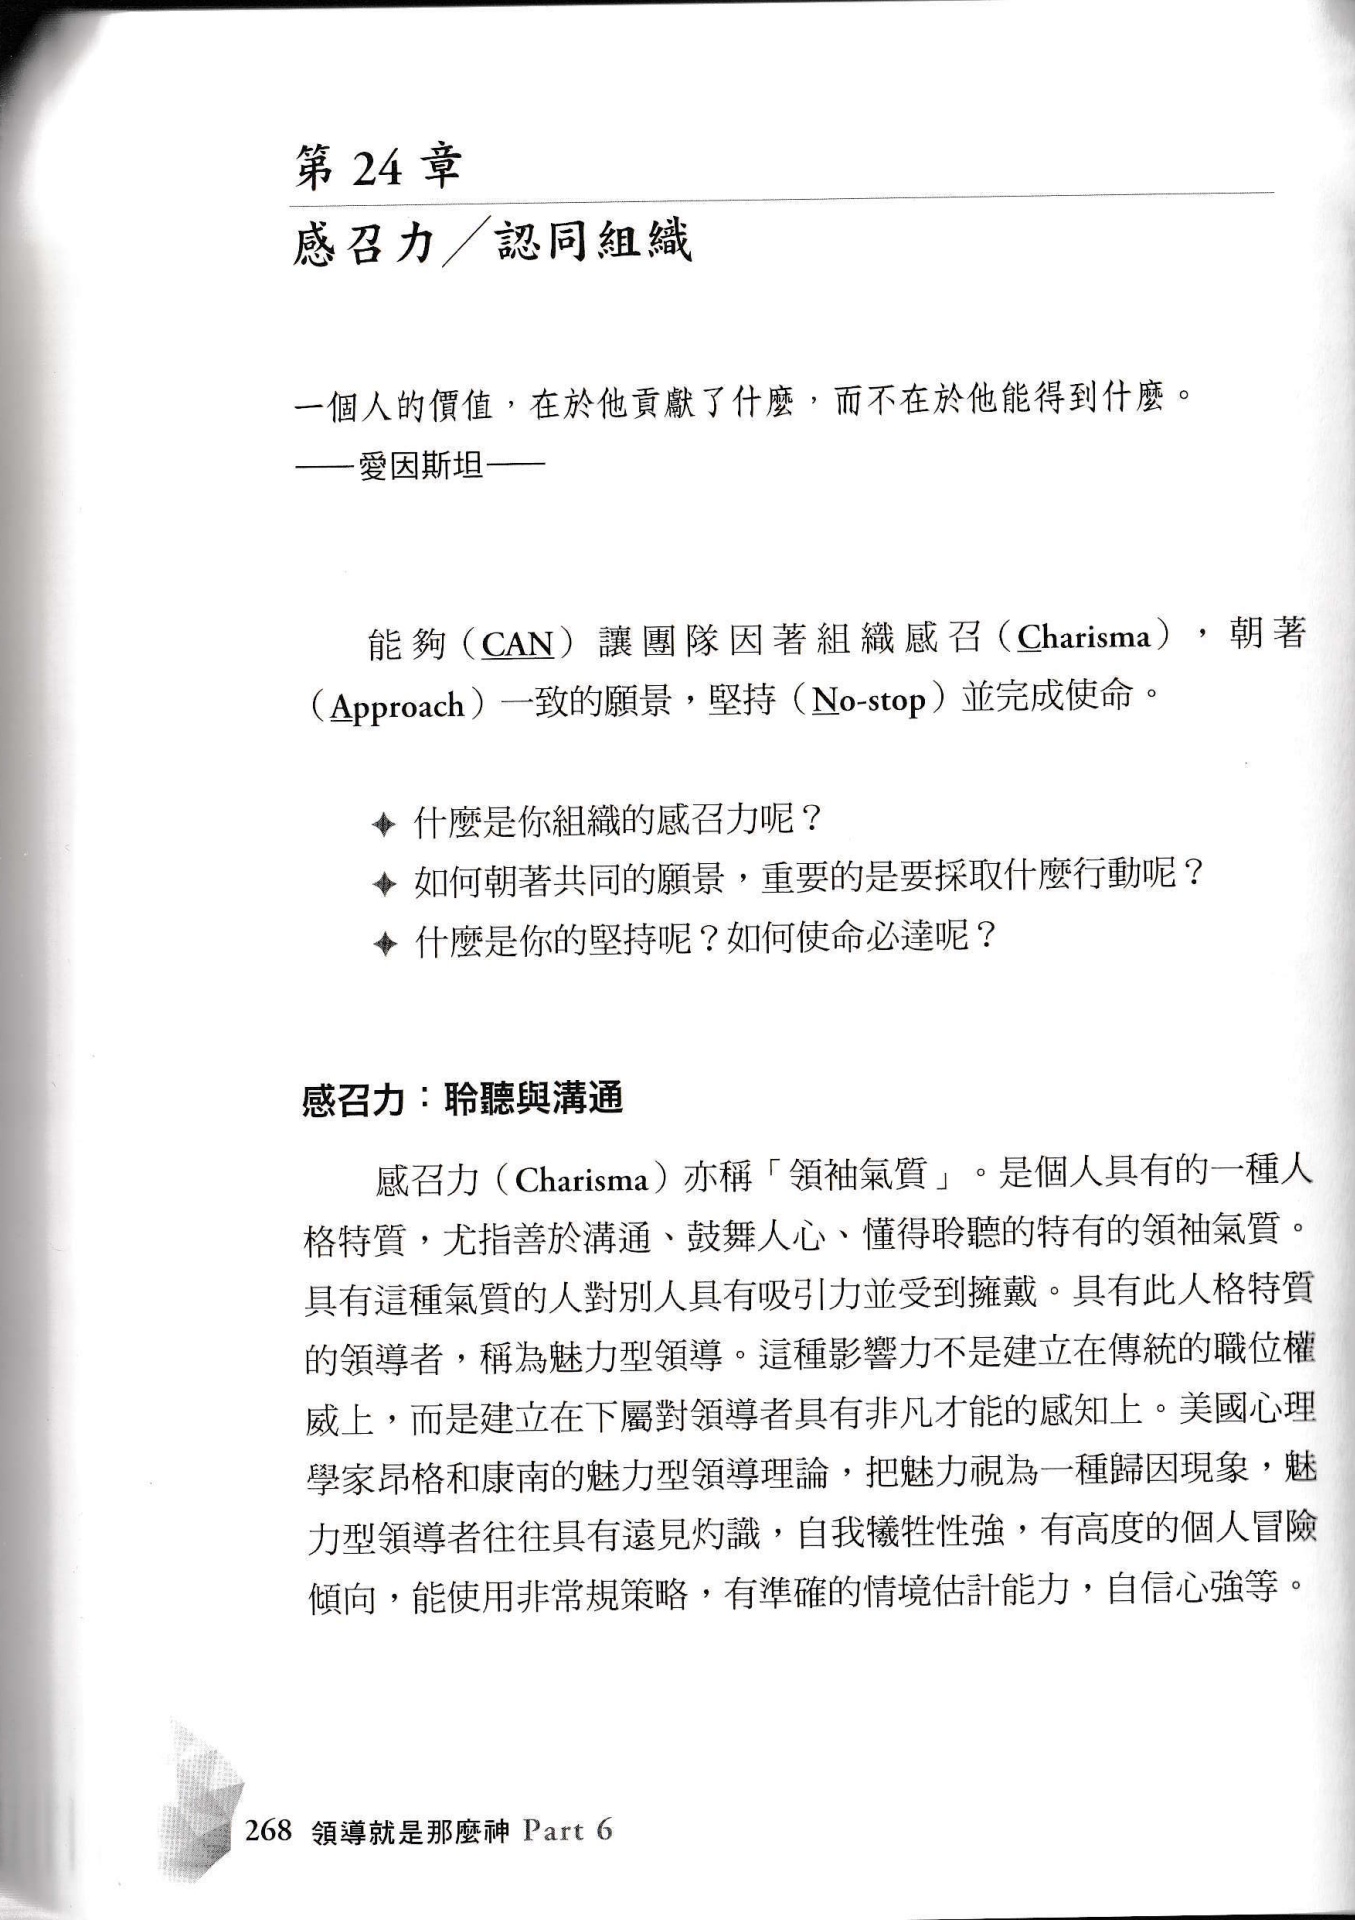 第 24 章
感召力／認同組織
一個人的價值，在於他貢獻了什麼，而不在於他能得到什麼。
——愛因斯坦——
能夠（CAN）讓團隊因著組織感召（Charisma），朝著
（Approach）一致的願景，堅持（No-stop）並完成使命。
✦ 什麼是你組織的感召力呢？
✦ 如何朝著共同的願景，重要的是要採取什麼行動呢？
✦ 什麼是你的堅持呢？如何使命必達呢？
感召力：聆聽與溝通
感召力（Charisma）亦稱「領袖氣質」。是個人具有的一種人
格特質，尤指善於溝通、鼓舞人心、懂得聆聽的特有的領袖氣質。
具有這種氣質的人對別人具有吸引力並受到擁戴。具有此人格特質
的領導者，稱為魅力型領導。這種影響力不是建立在傳統的職位權
威上，而是建立在下屬對領導者具有非凡才能的感知上。美國心理
學家昂格和康南的魅力型領導理論，把魅力視為一種歸因現象，魅
力型領導者往往具有遠見灼識，自我犧牲性強，有高度的個人冒險
傾向，能使用非常規策略，有準確的情境估計能力，自信心強等。
268 領導就是那麼神 Part 6